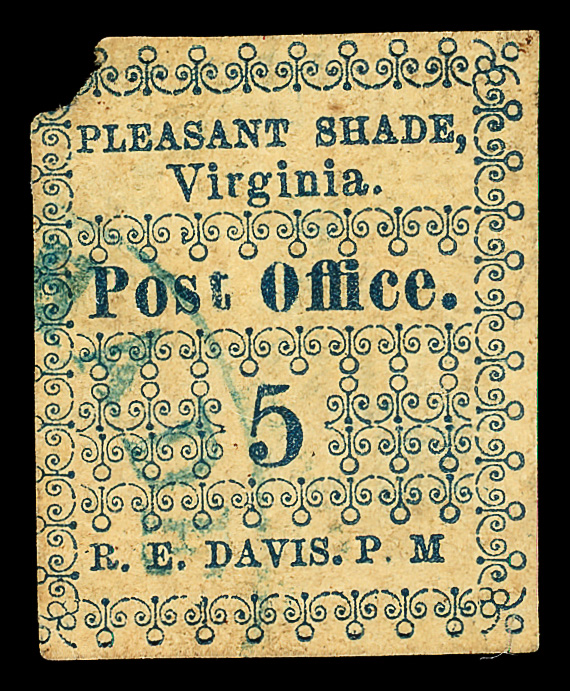 PLEASANT SHADE,
Virginia.
Post Office.
5
R. E. DAVIS. P. M